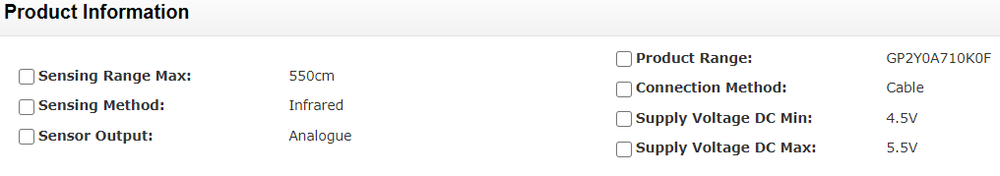 Product Information
Sensing Range Max: 550cm
Sensing Method: Infrared
Sensor Output: Analogue
Product Range: GP2Y0A710K0F
Connection Method: Cable
Supply Voltage DC Min: 4.5V
Supply Voltage DC Max: 5.5V